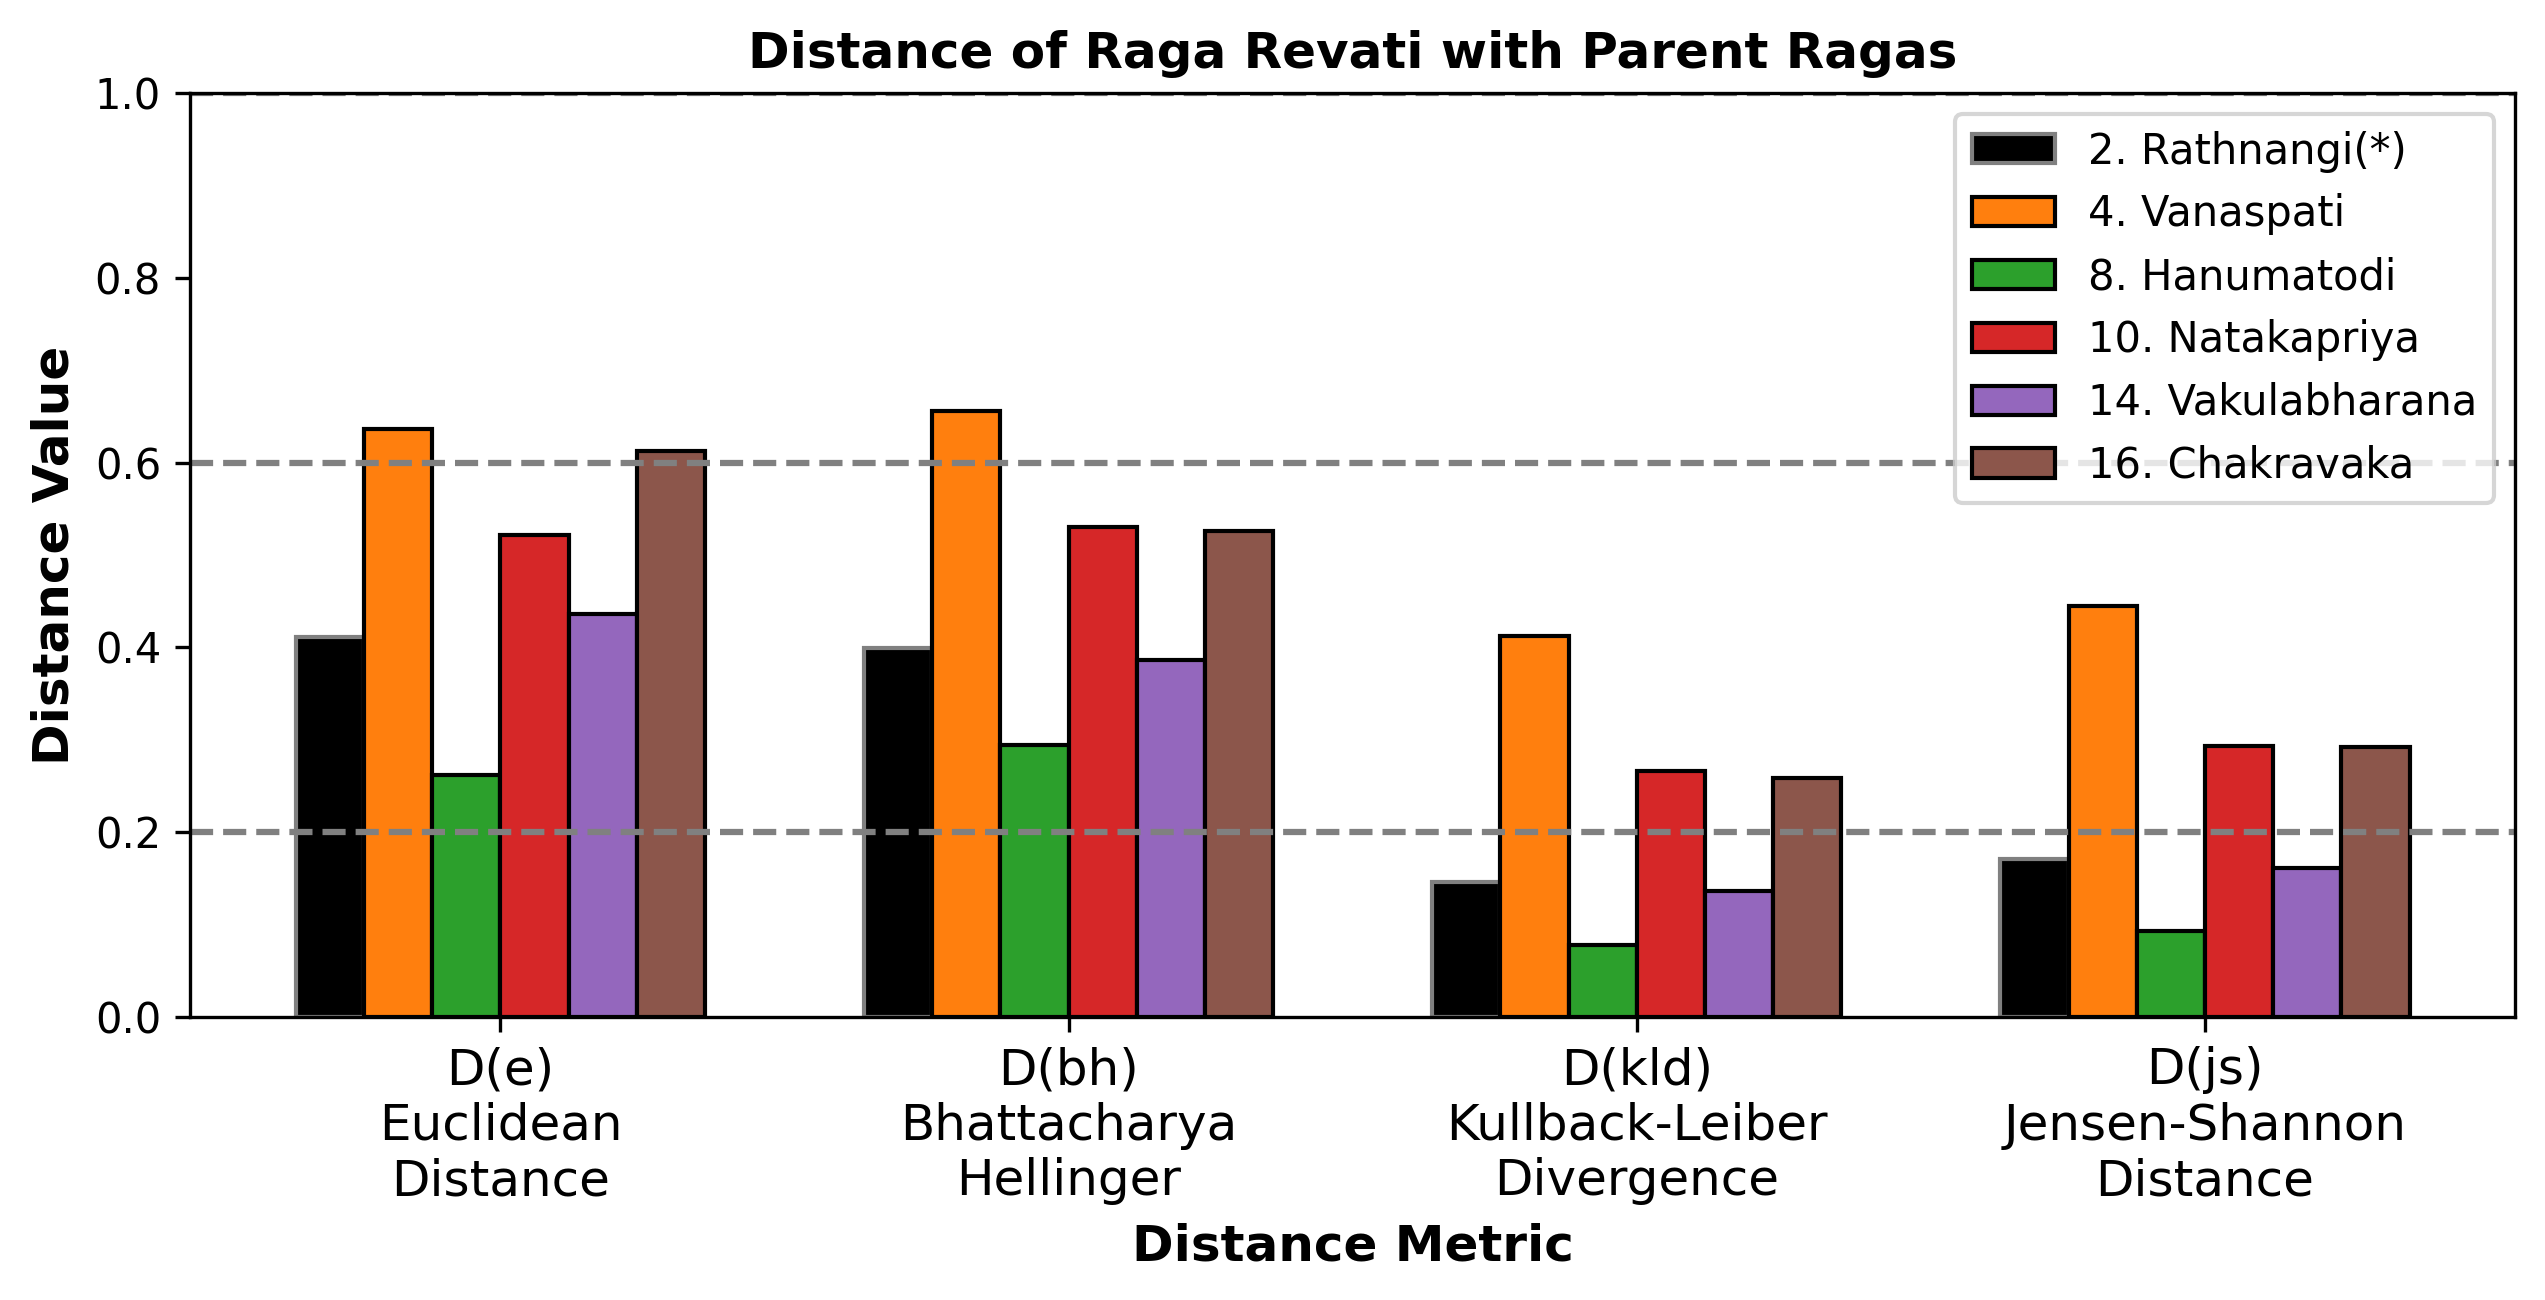 Distance of Raga Revati with Parent Ragas
1.0
0.8
0.6
0.4
0.2
0.0
Distance Value
2. Rathnangi(*)
4. Vanaspati
8. Hanumatodi
10. Natakapriya
14. Vakulabharana
16. Chakravaka
D(e)
Euclidean
Distance
D(bh)
Bhattacharya
Hellinger
D(kld)
Kullback-Leiber
Divergence
D(js)
Jensen-Shannon
Distance
Distance Metric